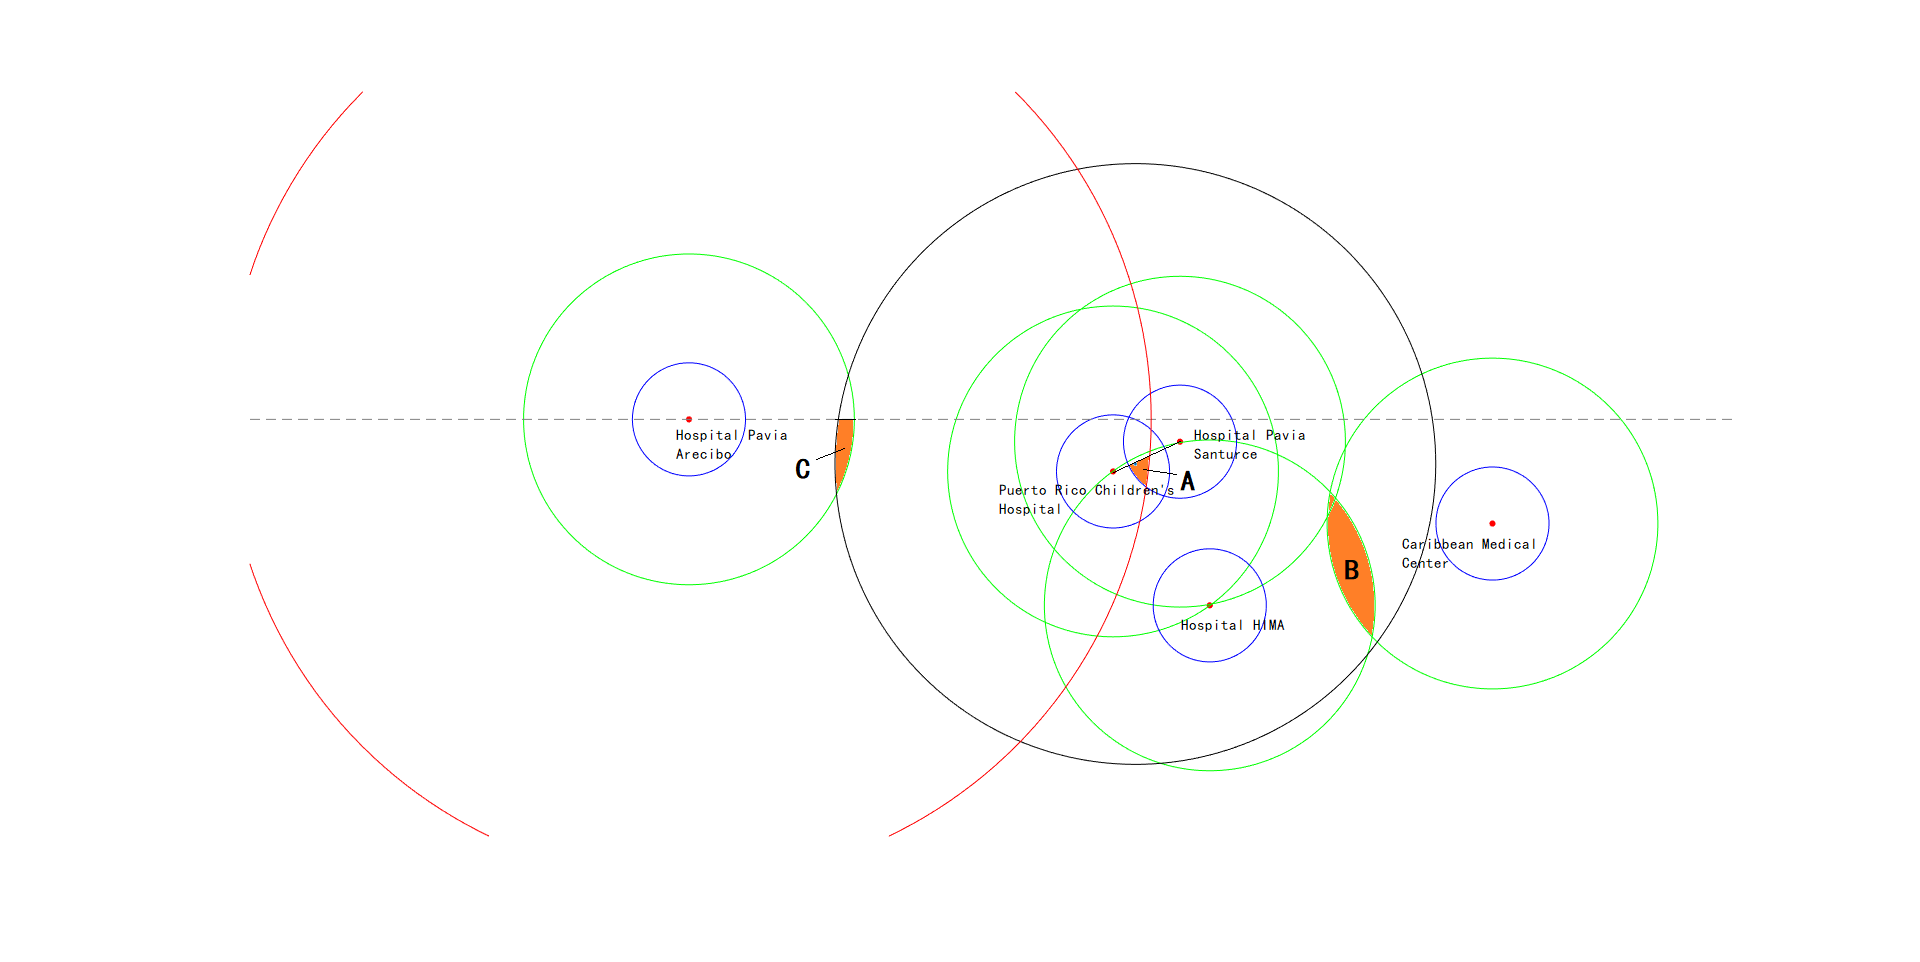 Hospital Pavia
Arecibo
C
Hospital Pavia
Santurce
A
Puerto Rico Children's
Hospital
Caribbean Medical
Center
B
Hospital HIMA